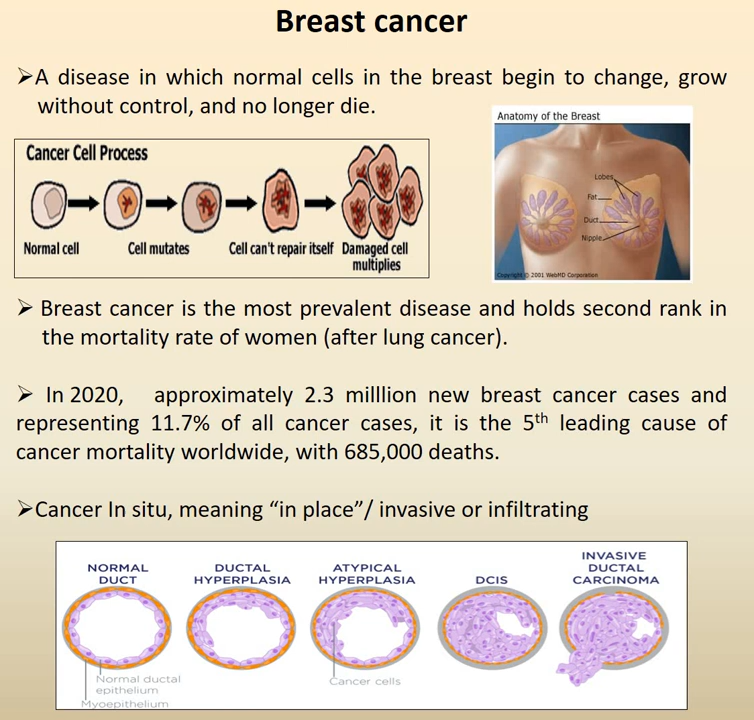 Breast cancer
➢A disease in which normal cells in the breast begin to change, grow
without control, and no longer die.
Anatomy of the Breast
Lobes
Fat
Duct
Nipple
Copyright © 2001 WebMD Corporation
Cancer Cell Process
Normal cell
Cell mutates
Cell can't repair itself
Damaged cell
multiplies
➢ Breast cancer is the most prevalent disease and holds second rank in
the mortality rate of women (after lung cancer).
➢ In 2020, approximately 2.3 milllion new breast cancer cases and
representing 11.7% of all cancer cases, it is the 5th leading cause of
cancer mortality worldwide, with 685,000 deaths.
➢Cancer In situ, meaning “in place”/ invasive or infiltrating
NORMAL
DUCT
DUCTAL
HYPERPLASIA
ATYPICAL
HYPERPLASIA
DCIS
INVASIVE
DUCTAL
CARCINOMA
Normal ductal
epithelium
Myoepithelium
Cancer cells